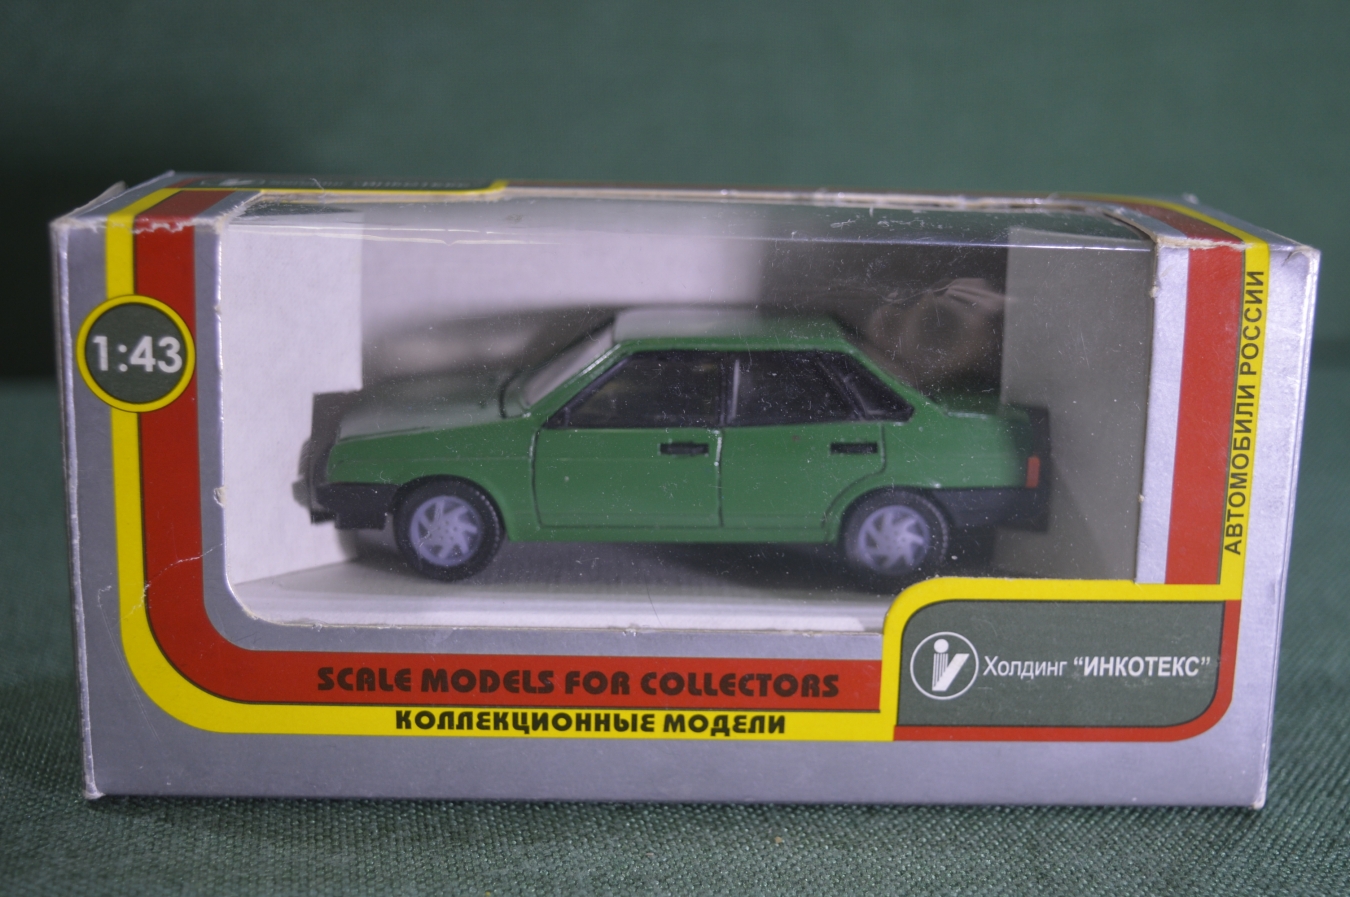 1:43
АВТОМОБИЛИ РОССИИ
Холдинг "ИНКОТЕКС"
SCALE MODELS FOR COLLECTORS
КОЛЛЕКЦИОННЫЕ МОДЕЛИ